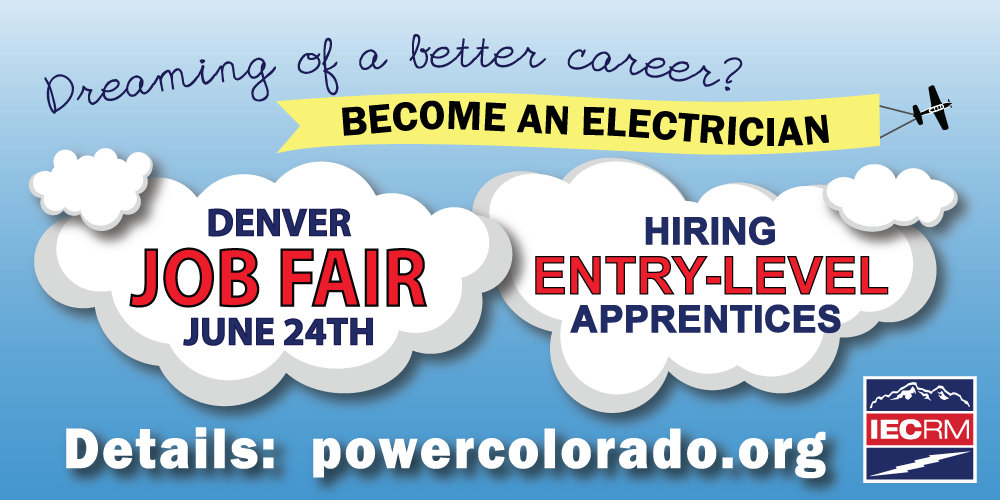 Dreaming of a better career?
BECOME AN ELECTRICIAN
DENVER
JOB FAIR
JUNE 24TH
HIRING
ENTRY-LEVEL
APPRENTICES
Details: powercolorado.org
IECRM